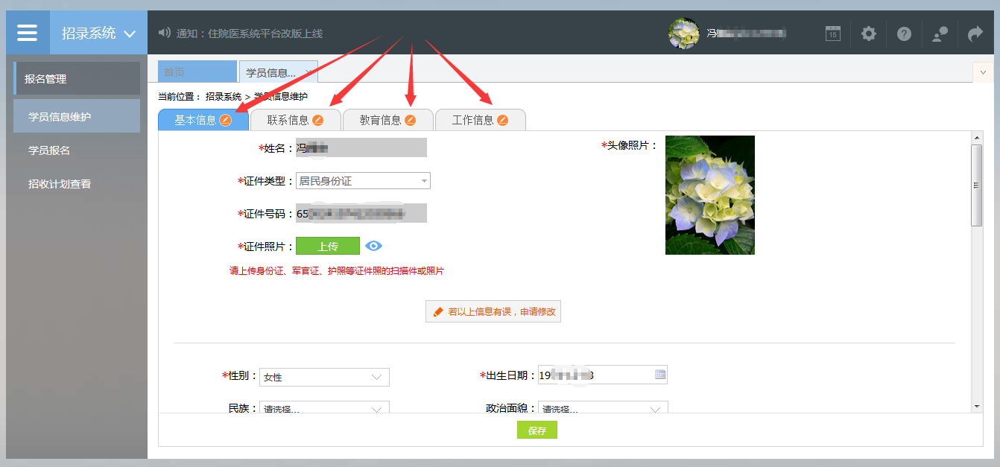 招录系统
通知：住院医系统平台改版上线
冯
15
?
报名管理
学员信息维护
学员报名
招收计划查看
首页
学员信息...
当前位置： 招录系统 > 学员信息维护
基本信息
联系信息
教育信息
工作信息
*姓名：冯
*头像照片：
*证件类型：居民身份证
*证件号码：65
*证件照片：上传
请上传身份证、军官证、护照等证件照的扫描件或照片
若以上信息有误，申请修改
*性别：女性
*出生日期：19 3
民族：请选择...
政治面貌：请选择...
保存